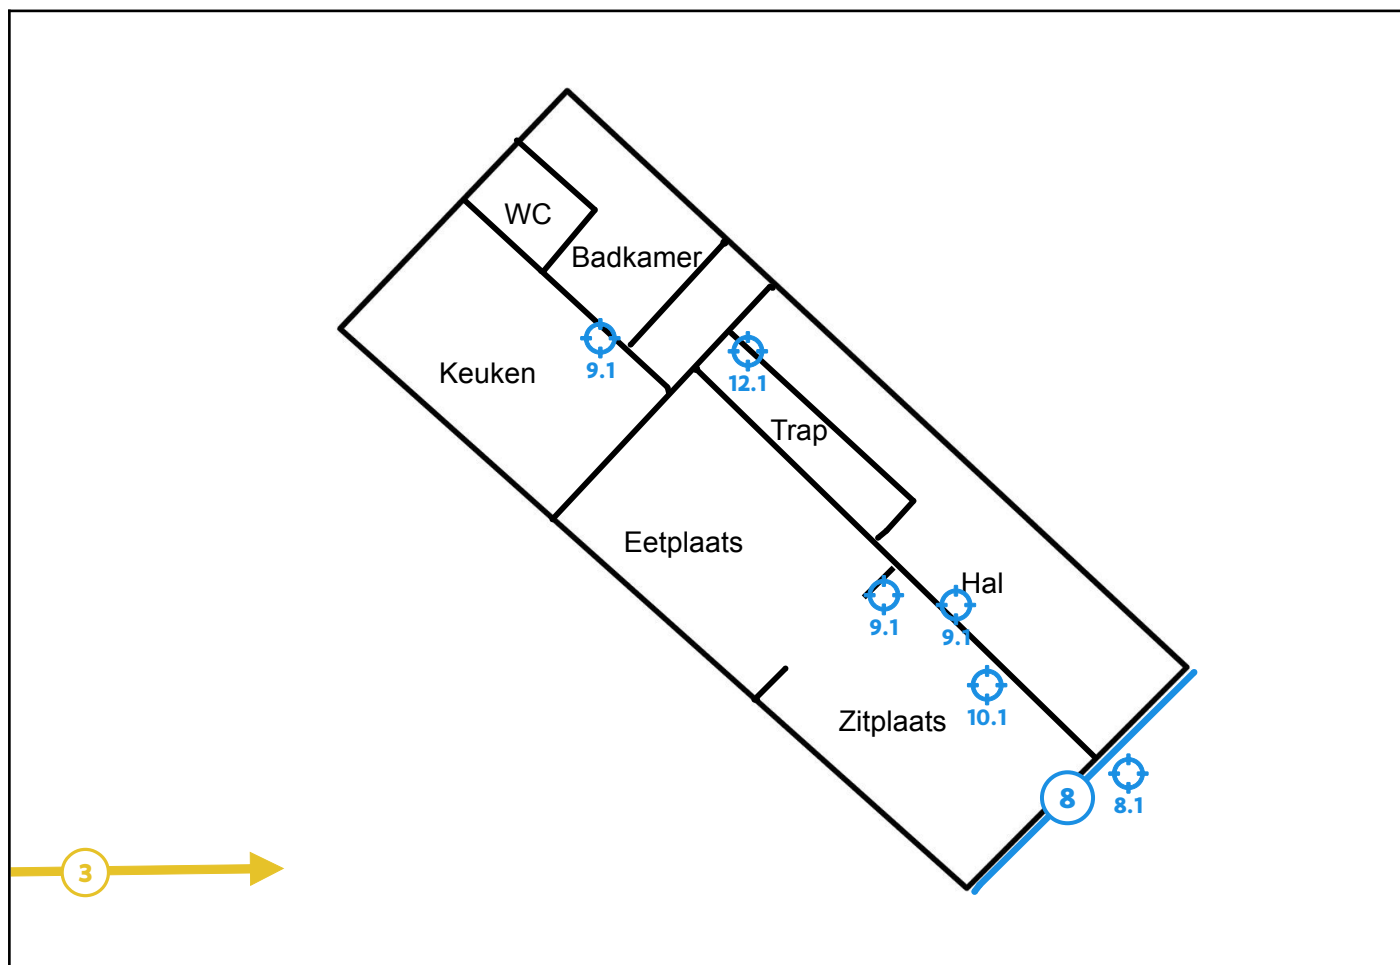 WC
Badkamer
Keuken
9.1
12.1
Trap
Eetplaats
Hal
9.1
9.1
Zitplaats
10.1
8
8.1
3